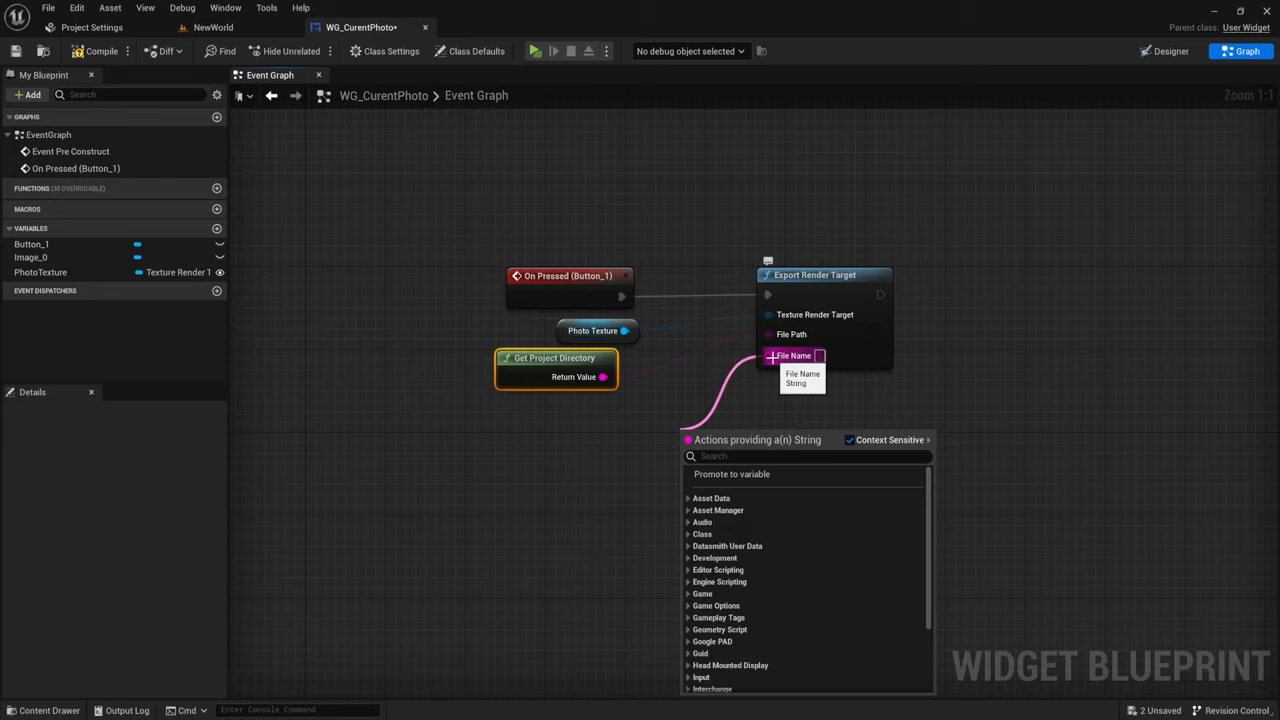 File Edit Asset View Debug Window Tools Help
Project Settings NewWorld WG_CurentPhoto• Parent class: User Widget
Compile Diff Find Hide Unrelated Class Settings Class Defaults No debug object selected Designer Graph
My Blueprint Event Graph
Add Search WG_CurentPhoto > Event Graph Zoom 1:1
GRAPHS
EventGraph
Event Pre Construct
On Pressed (Button_1)
FUNCTIONS (38 OVERRIDABLE)
MACROS
VARIABLES
Button_1
Image_0
PhotoTexture Texture Render T
EVENT DISPATCHERS
Details
On Pressed (Button_1)
Photo Texture
Get Project Directory
Return Value
Export Render Target
Texture Render Target
File Path
File Name
File Name
String
Actions providing a(n) String Context Sensitive
Search
Promote to variable
Asset Data
Asset Manager
Audio
Class
Datasmith User Data
Development
Editor Scripting
Engine Scripting
Game
Game Options
Gameplay Tags
Geometry Script
Google PAD
Guid
Head Mounted Display
Input
Interchange
WIDGET BLUEPRINT
Content Drawer Output Log Cmd Enter Console Command 2 Unsaved Revision Control